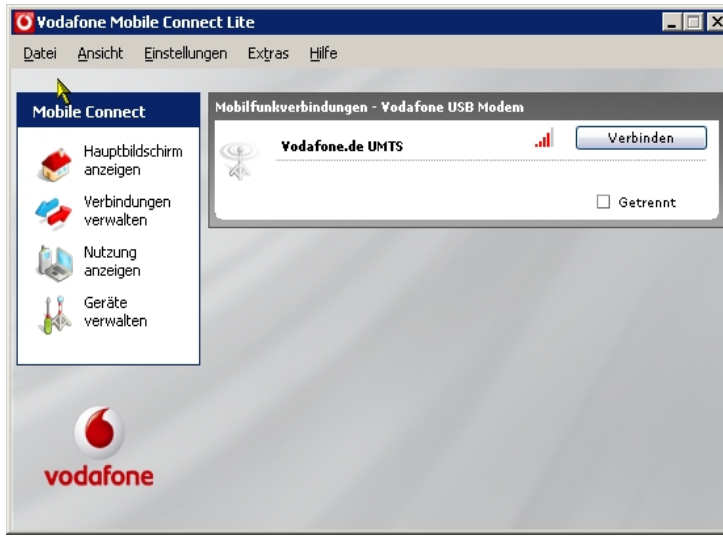 Vodafone Mobile Connect Lite
Datei Ansicht Einstellungen Extras Hilfe
Mobile Connect
Hauptbildschirm
anzeigen
Verbindungen
verwalten
Nutzung
anzeigen
Geräte
verwalten
Mobilfunkverbindungen - Vodafone USB Modem
Vodafone.de UMTS Verbinden
Getrennt
vodafone